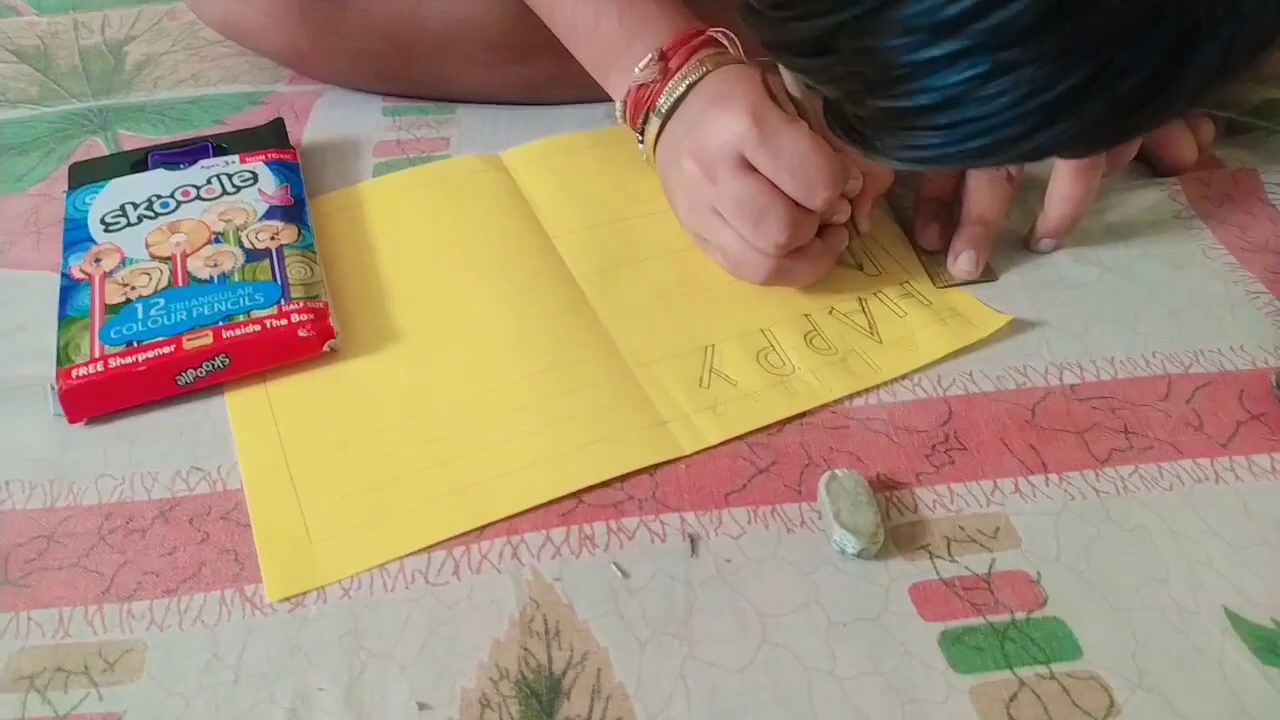 Ages 3+
NON TOXIC
skoodle
12 TRIANGULAR
COLOUR PENCILS
HALF SIZE
FREE Sharpener Inside The Box
skoodle
HAPPY